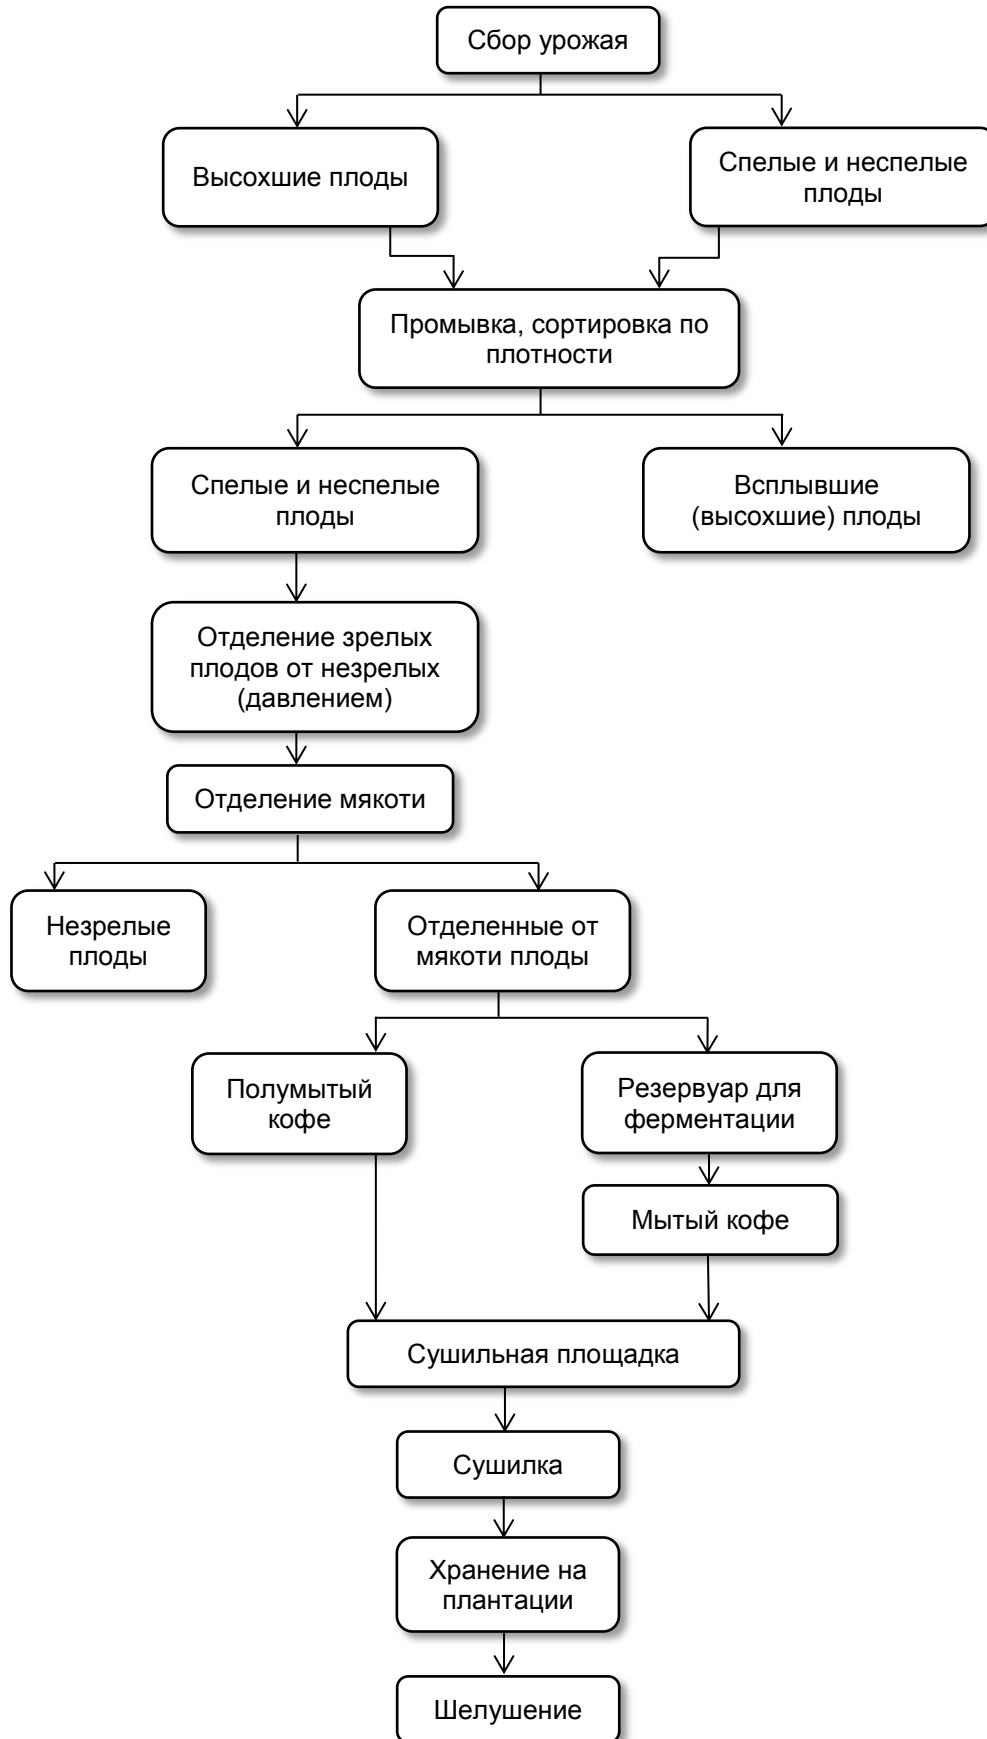 Сбор урожая
Высохшие плоды
Спелые и неспелые
плоды
Промывка, сортировка по
плотности
Спелые и неспелые
плоды
Всплывшие
(высохшие) плоды
Отделение зрелых
плодов от незрелых
(давлением)
Отделение мякоти
Незрелые
плоды
Отделенные от
мякоти плоды
Полумытый
кофе
Резервуар для
ферментации
Мытый кофе
Сушильная площадка
Сушилка
Хранение на
плантации
Шелушение